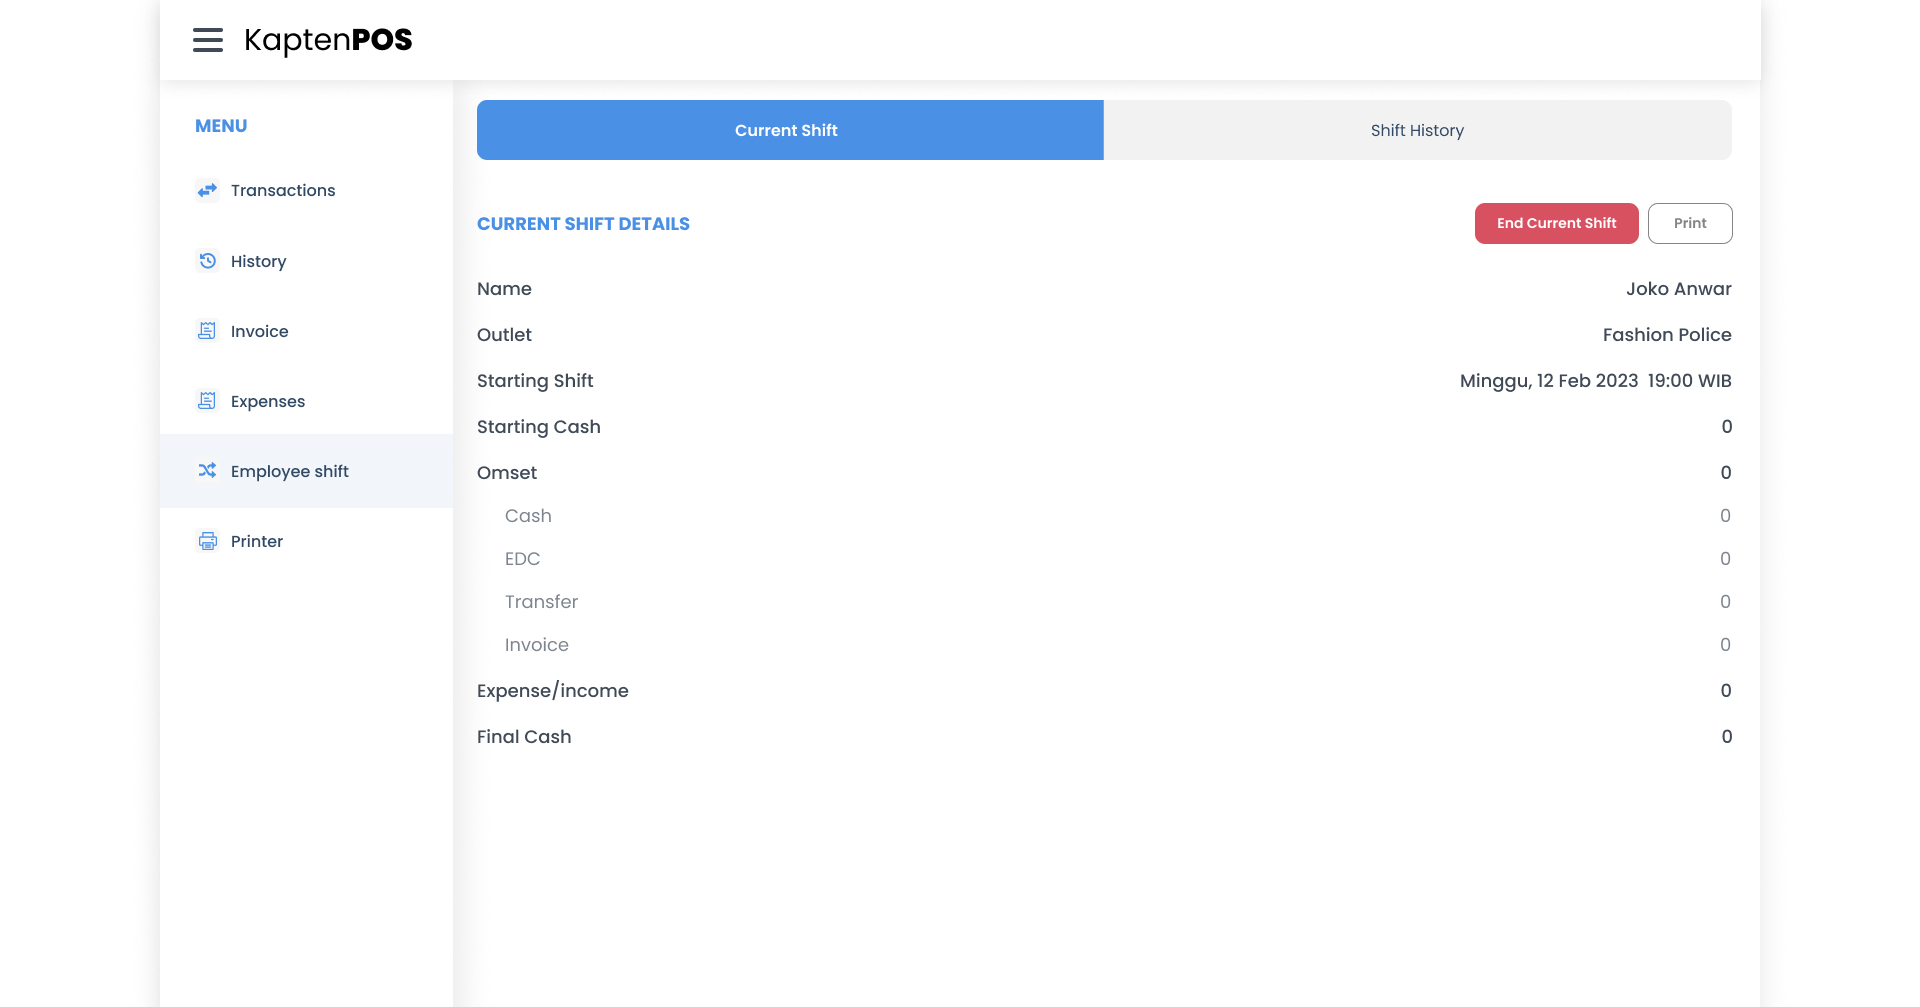 KaptenPOS
MENU
Transactions
History
Invoice
Expenses
Employee shift
Printer
Current Shift
Shift History
CURRENT SHIFT DETAILS
End Current Shift
Print
Name Joko Anwar
Outlet Fashion Police
Starting Shift Minggu, 12 Feb 2023 19:00 WIB
Starting Cash 0
Omset 0
Cash 0
EDC 0
Transfer 0
Invoice 0
Expense/income 0
Final Cash 0